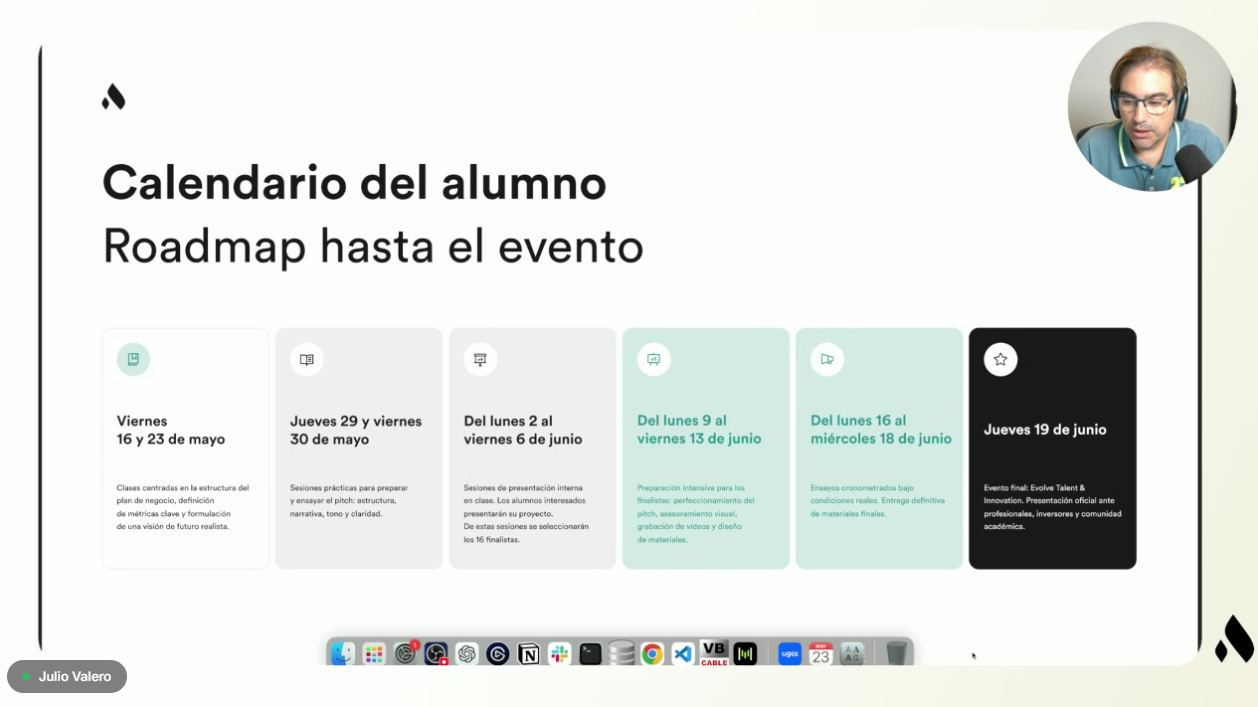 Calendario del alumno
Roadmap hasta el evento
Viernes
16 y 23 de mayo
Clases centradas en la estructura del
plan de negocio, definición
de métricas clave y formulación
de una visión de futuro realista.
Jueves 29 y viernes
30 de mayo
Sesiones prácticas para preparar
y ensayar el pitch: estructura,
narrativa, tono y claridad.
Del lunes 2 al
viernes 6 de junio
Sesiones de presentación interna
en clase. Los alumnos interesados
presentarán su proyecto.
De estas sesiones se seleccionarán
los 16 finalistas.
Del lunes 9 al
viernes 13 de junio
Preparación intensiva para los
finalistas: perfeccionamiento del
pitch, asesoramiento visual,
grabación de vídeos y diseño
de materiales.
Del lunes 16 al
miércoles 18 de junio
Ensayos cronometrados bajo
condiciones reales. Entrega definitiva
de materiales finales.
Jueves 19 de junio
Evento final: Evolve Talent &
Innovation. Presentación oficial ante
profesionales, inversores y comunidad
académica.
VB
CABLE
ugee
23
Julio Valero